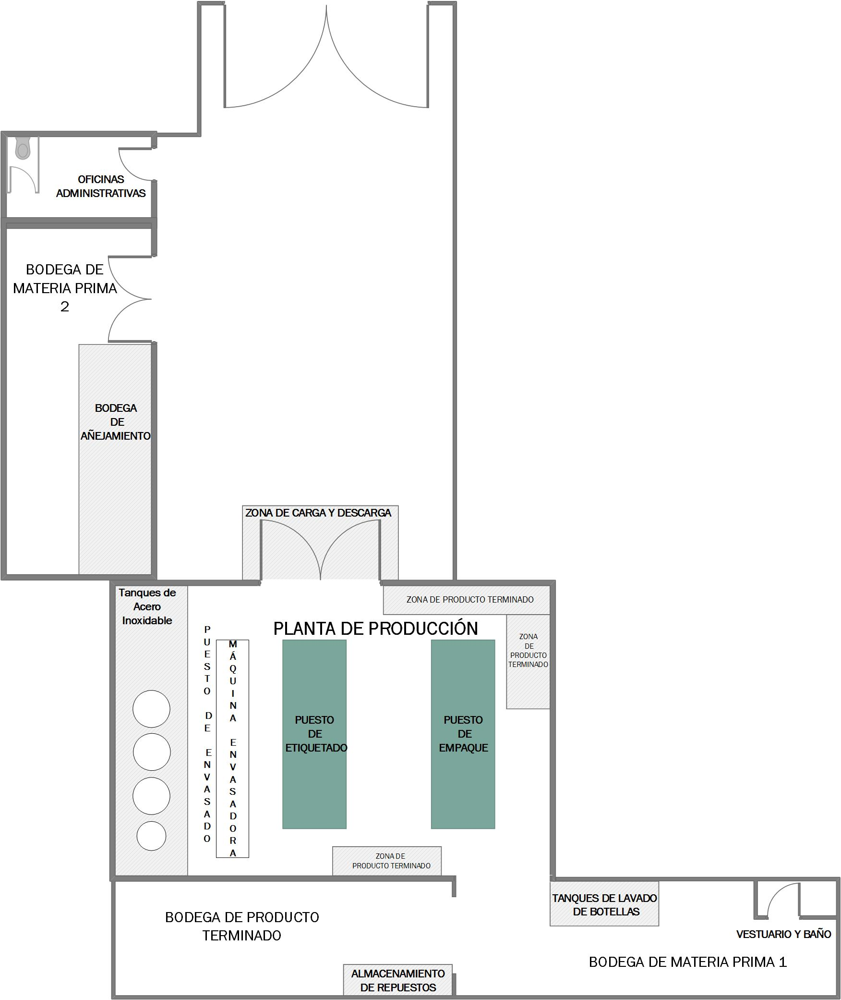 OFICINAS
ADMINISTRATIVAS
BODEGA DE
MATERIA PRIMA
2
BODEGA
DE
AÑEJAMIENTO
ZONA DE CARGA Y DESCARGA
Tanques de
Acero
Inoxidable
ZONA DE PRODUCTO TERMINADO
PLANTA DE PRODUCCIÓN
PUESTO DE ENVASADO
MÁQUINA ENVASADORA
ZONA
DE
PRODUCTO
TERMINADO
PUESTO
DE
ETIQUETADO
PUESTO
DE
EMPAQUE
ZONA DE
PRODUCTO TERMINADO
BODEGA DE PRODUCTO
TERMINADO
TANQUES DE LAVADO
DE BOTELLAS
VESTUARIO Y BAÑO
BODEGA DE MATERIA PRIMA 1
ALMACENAMIENTO
DE REPUESTOS